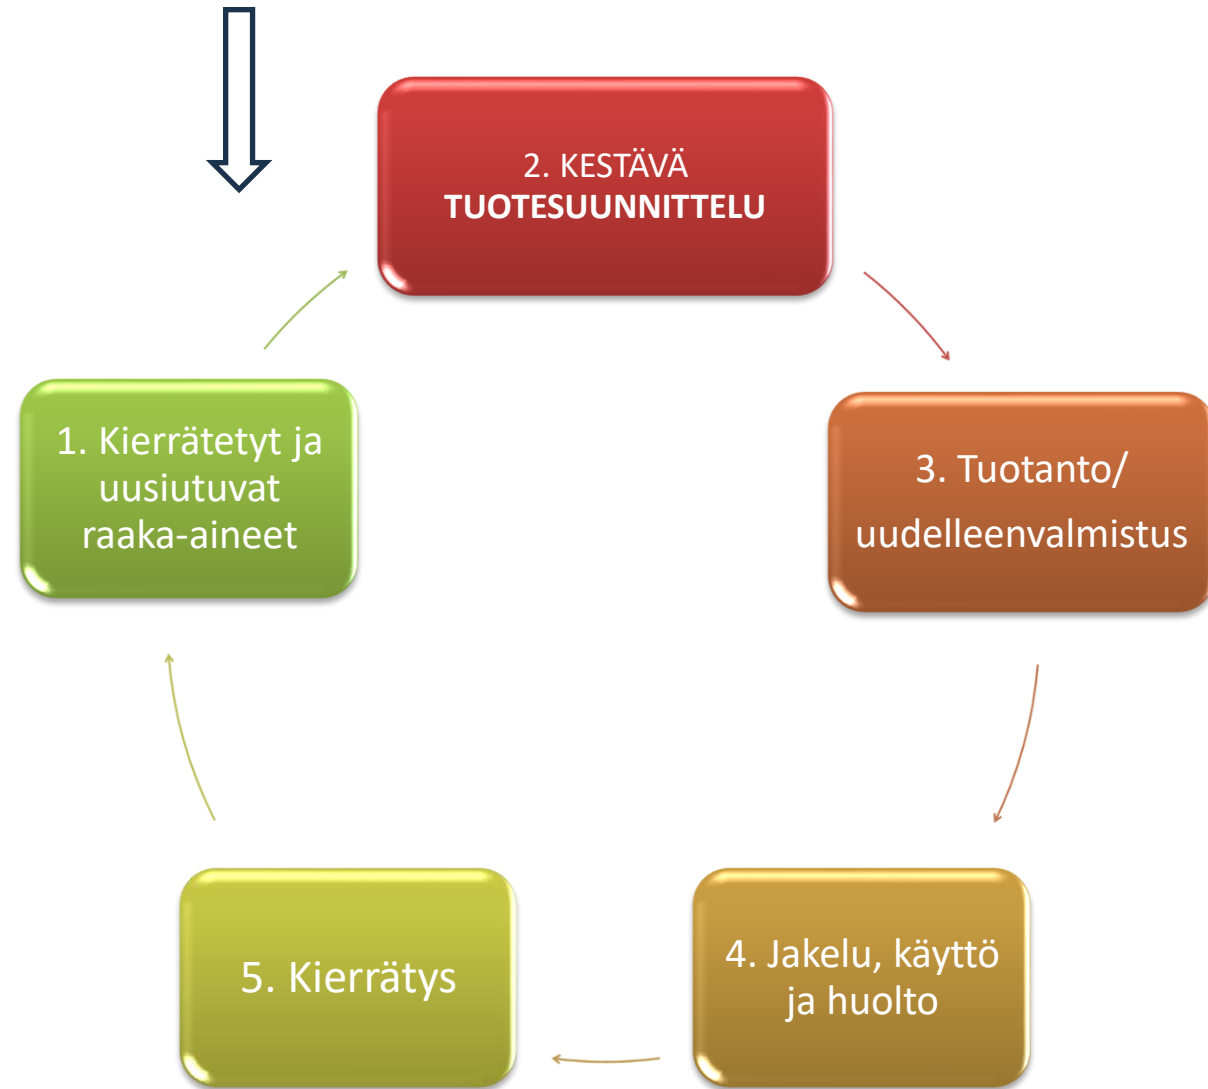 2. KESTÄVÄ
TUOTESUUNNITTELU
1. Kierrätetyt ja
uusiutuvat
raaka-aineet
3. Tuotanto/
uudelleenvalmistus
5. Kierrätys
4. Jakelu, käyttö
ja huolto